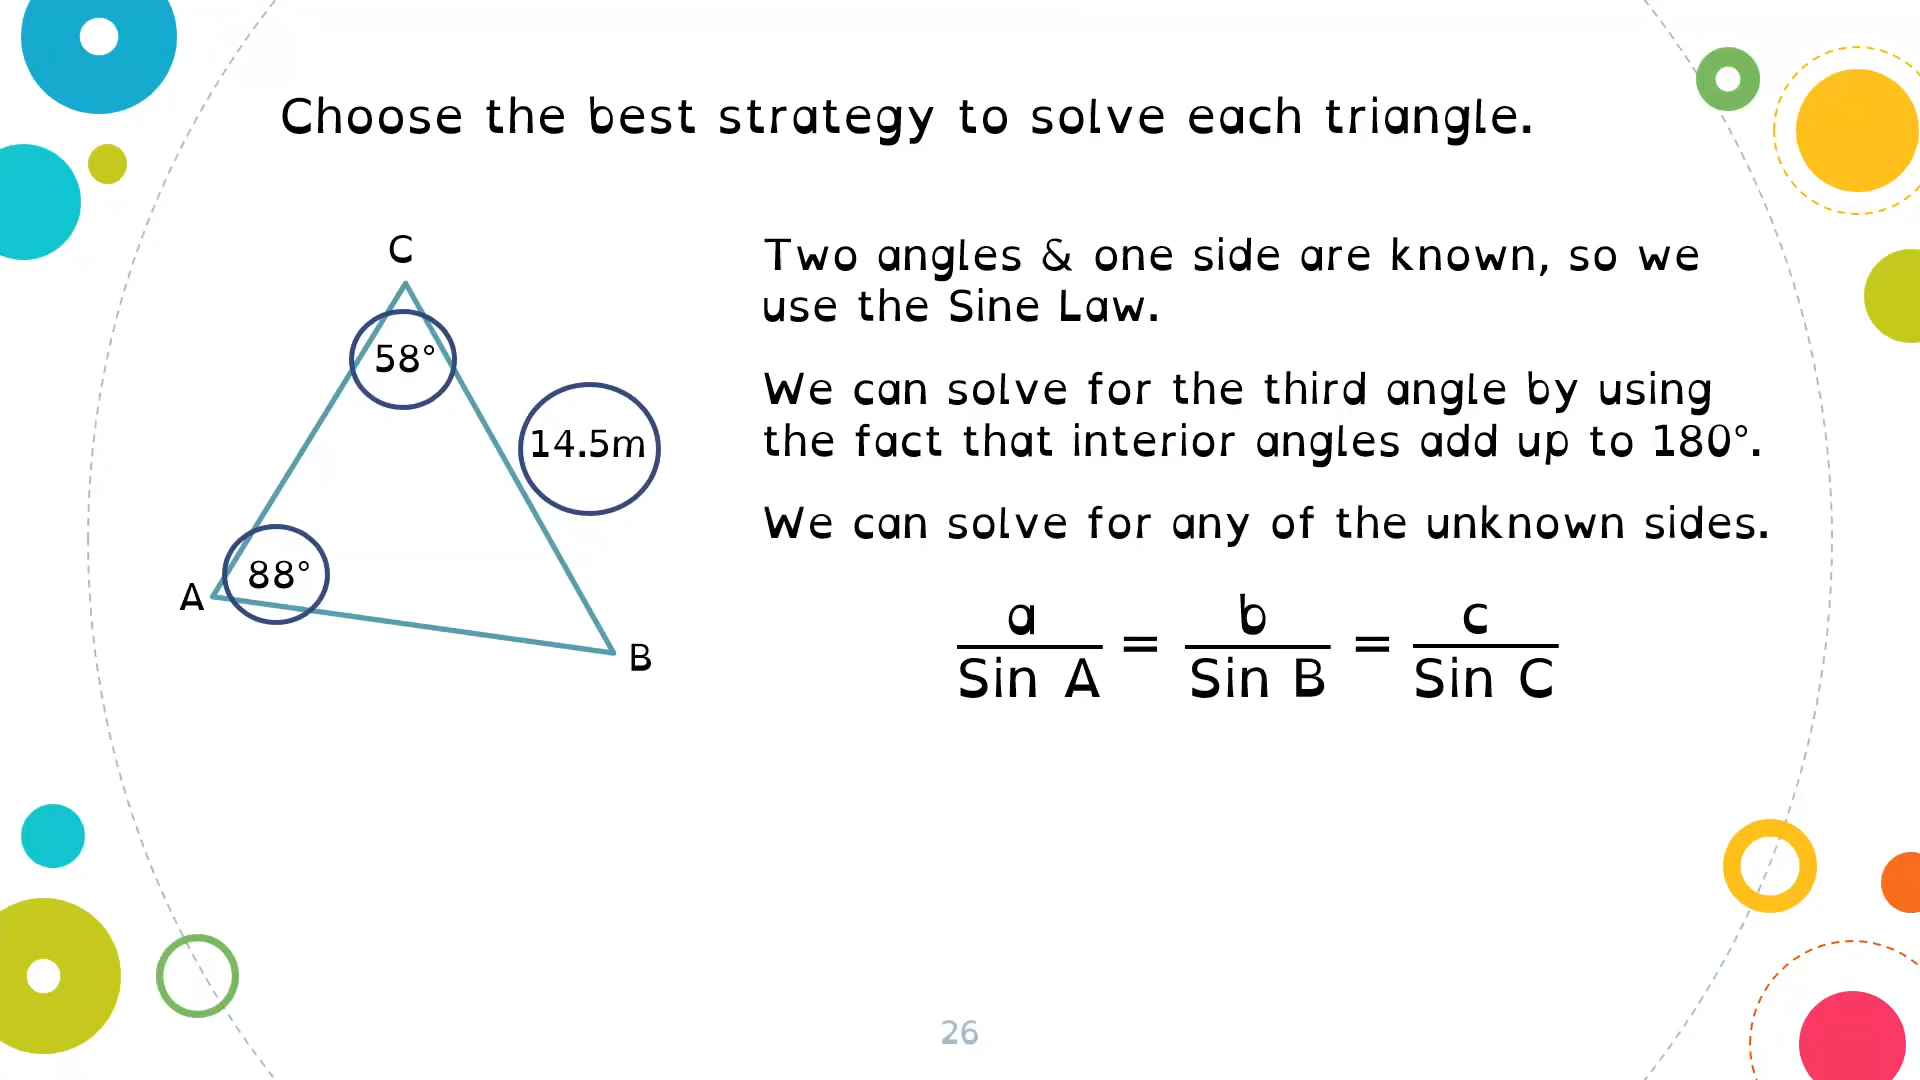 Choose the best strategy to solve each triangle.
C
58°
14.5m
88°
A
B
Two angles & one side are known, so we
use the Sine Law.
We can solve for the third angle by using
the fact that interior angles add up to 180°.
We can solve for any of the unknown sides.
a = b = c
Sin A Sin B Sin C
26